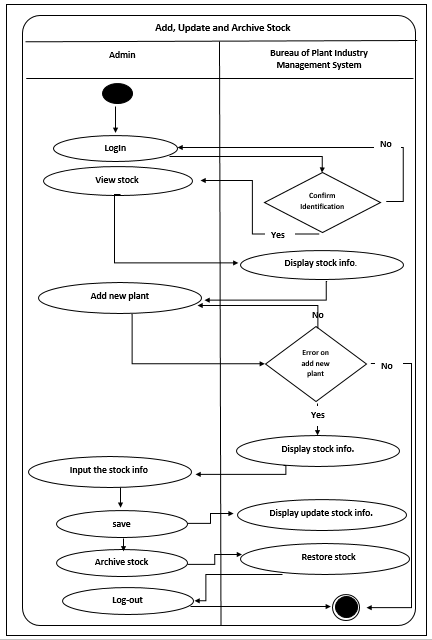 Add, Update and Archive Stock
Admin
Bureau of Plant Industry
Management System
LogIn
No
View stock
Confirm
Identification
Yes
Display stock info.
Add new plant
No
Error on
add new
plant
No
Yes
Display stock info.
Input the stock info
Display update stock info.
save
Restore stock
Archive stock
Log-out